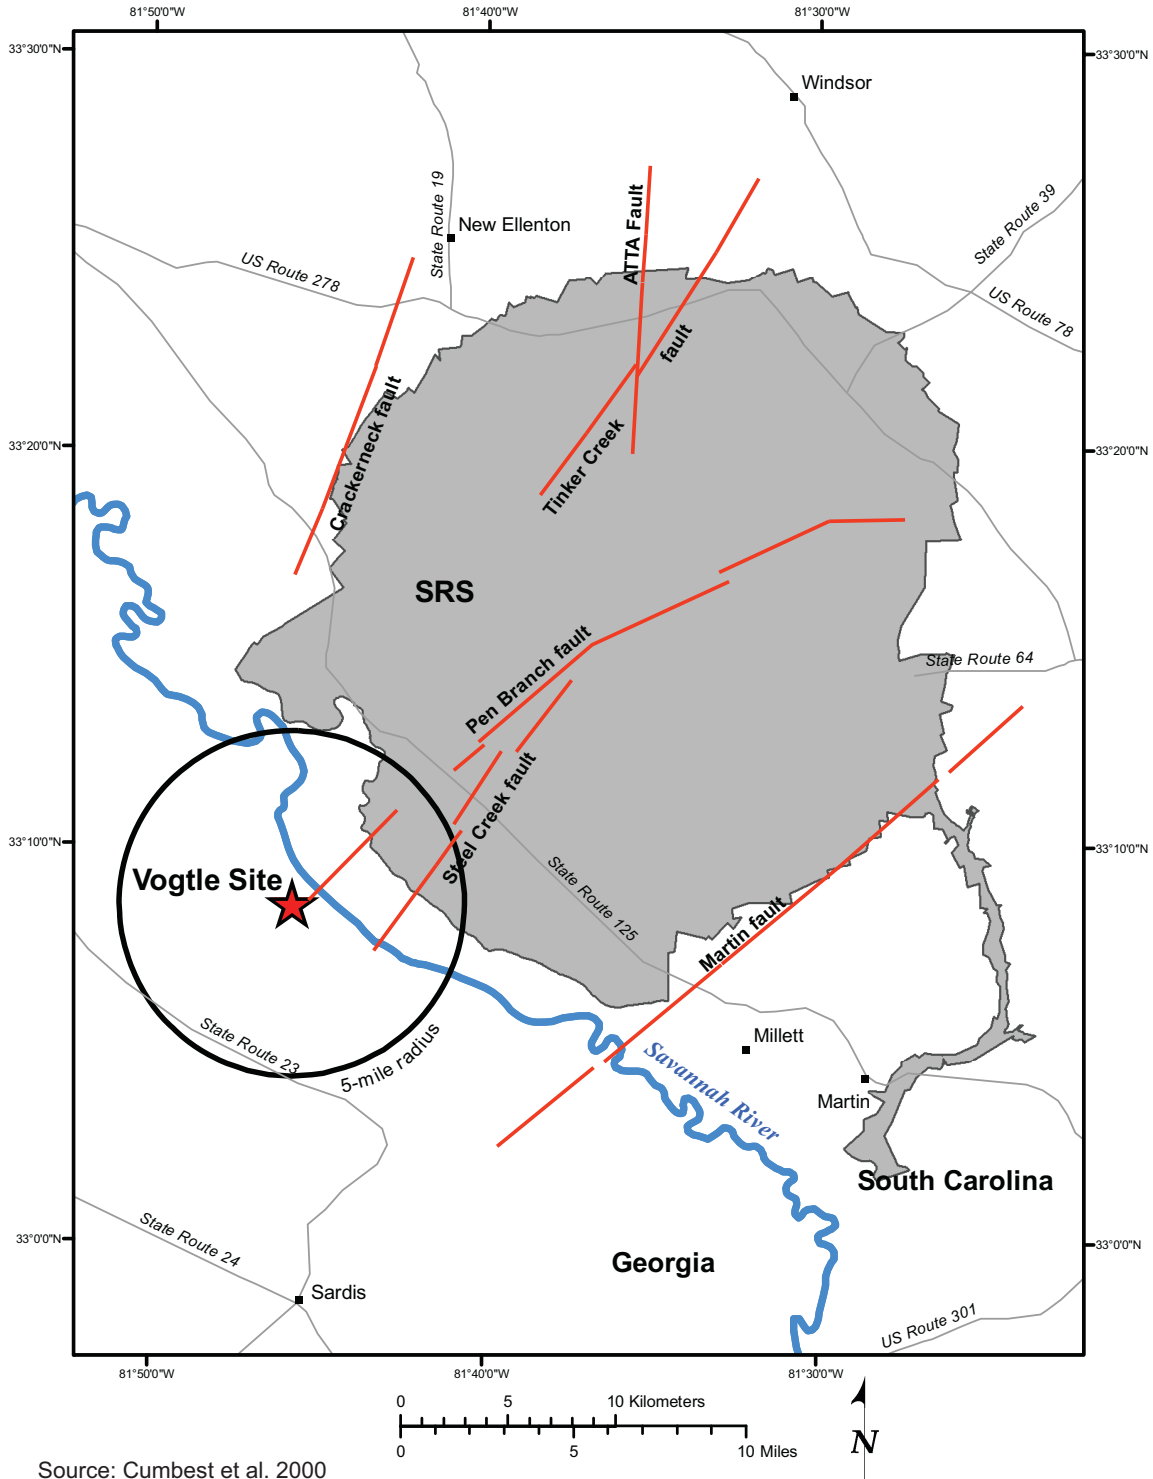 81°50'0"W
81°40'0"W
81°30'0"W
33°30'0"N
33°30'0"N
Windsor
State Route 19
New Ellenton
ATTA Fault
State Route 39
US Route 278
US Route 78
fault
Crackerneck fault
Tinker Creek
33°20'0"N
33°20'0"N
SRS
Pen Branch fault
State Route 64
Steel Creek fault
33°10'0"N
33°10'0"N
Vogtle Site
State Route 125
Martin fault
State Route 23
5-mile radius
Millett
Savannah River
Martin
South Carolina
State Route 24
33°0'0"N
33°0'0"N
Georgia
Sardis
US Route 301
81°50'0"W
81°40'0"W
81°30'0"W
0 5 10 Kilometers
0 5 10 Miles
N
Source: Cumbest et al. 2000